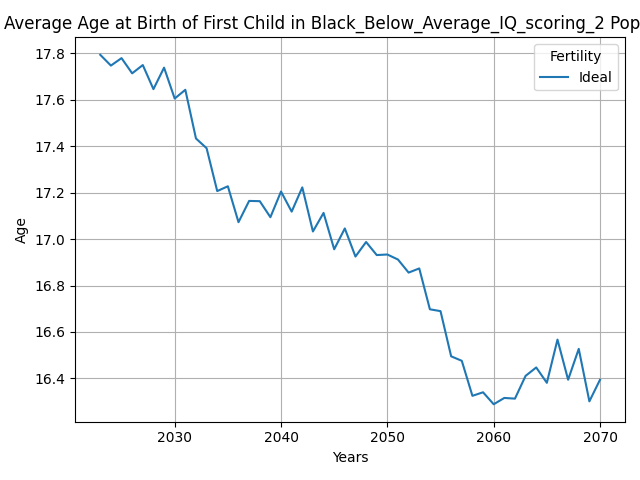 Average Age at Birth of First Child in Black_Below_Average_IQ_scoring_2 Pop
17.8
17.6
17.4
17.2
17.0
16.8
16.6
16.4
Age
Fertility
Ideal
2030 2040 2050 2060 2070
Years